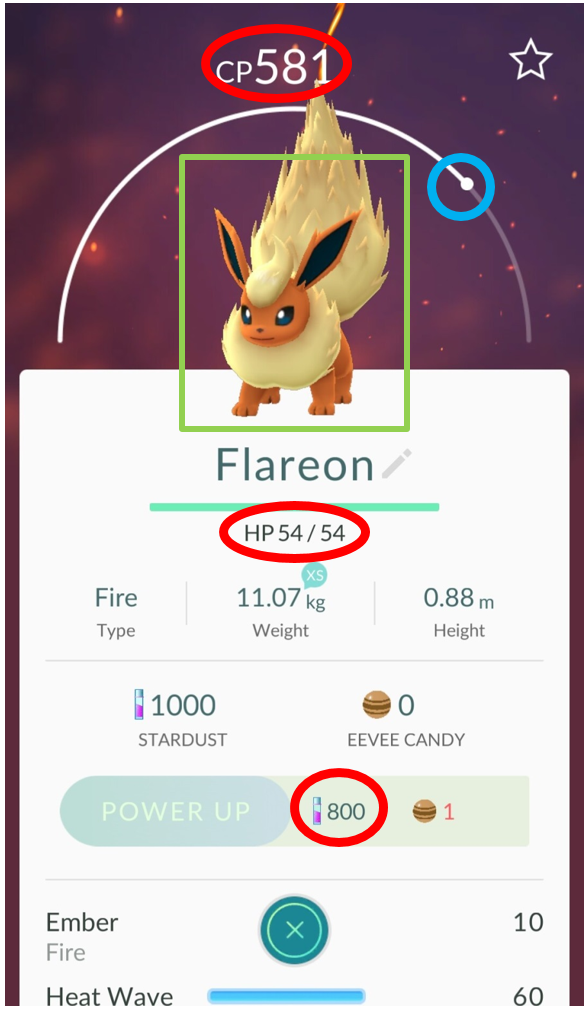 CP581
Flareon
HP 54 / 54
XS
Fire 11.07 kg 0.88 m
Type Weight Height
1000 0
STARDUST EEVEE CANDY
POWER UP 800 1
Ember 10
Fire
Heat Wave 60